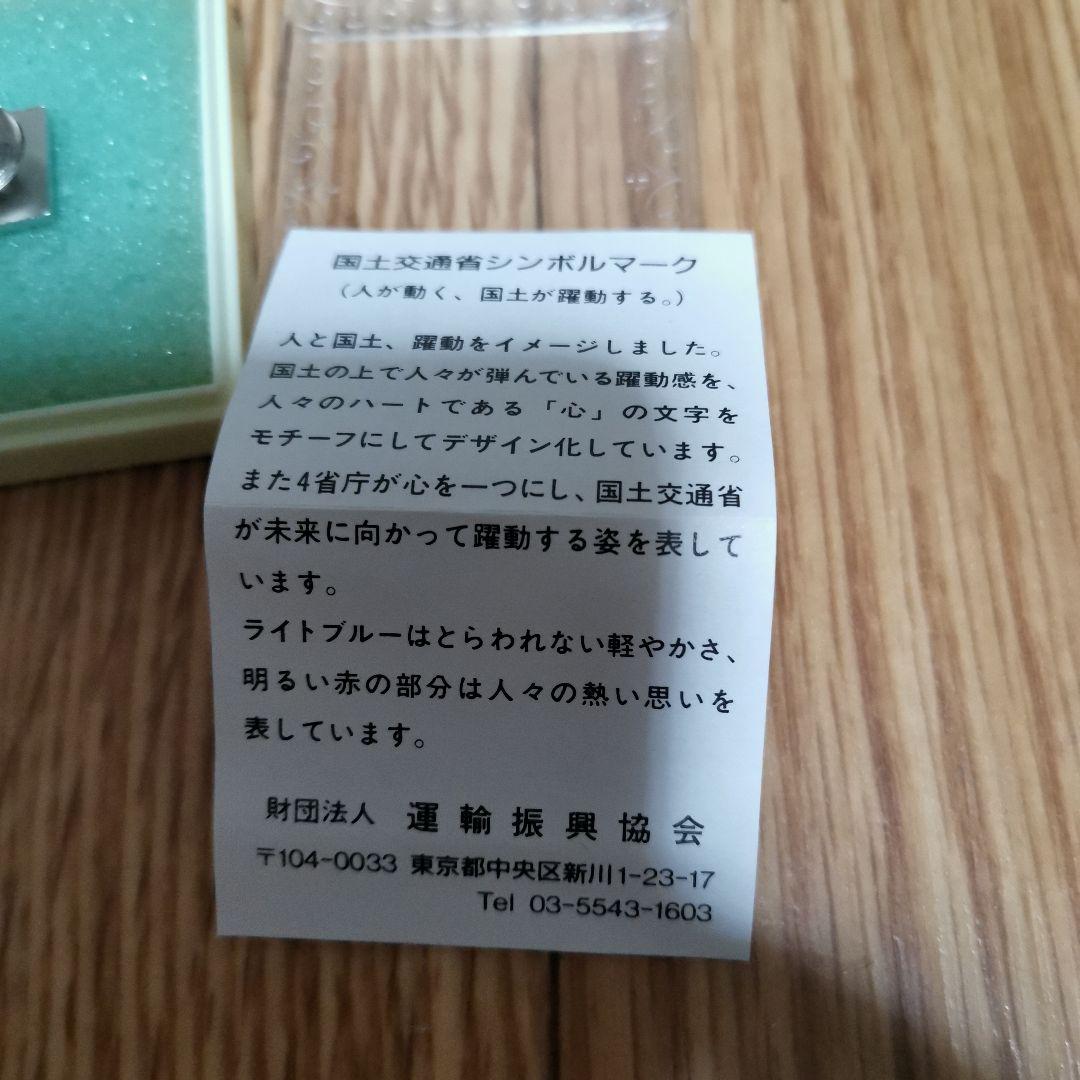 国土交通省シンボルマーク
(人が動く、国土が躍動する。)
人と国土、躍動をイメージしました。
国土の上で人々が弾んでいる躍動感を、
人々のハートである「心」の文字を
モチーフにしてデザイン化しています。
また4省庁が心を一つにし、国土交通省
が未来に向かって躍動する姿を表して
います。
ライトブルーはとらわれない軽やかさ、
明るい赤の部分は人々の熱い思いを
表しています。
財団法人 運輸振興協会
〒104-0033 東京都中央区新川1-23-17
Tel 03-5543-1603